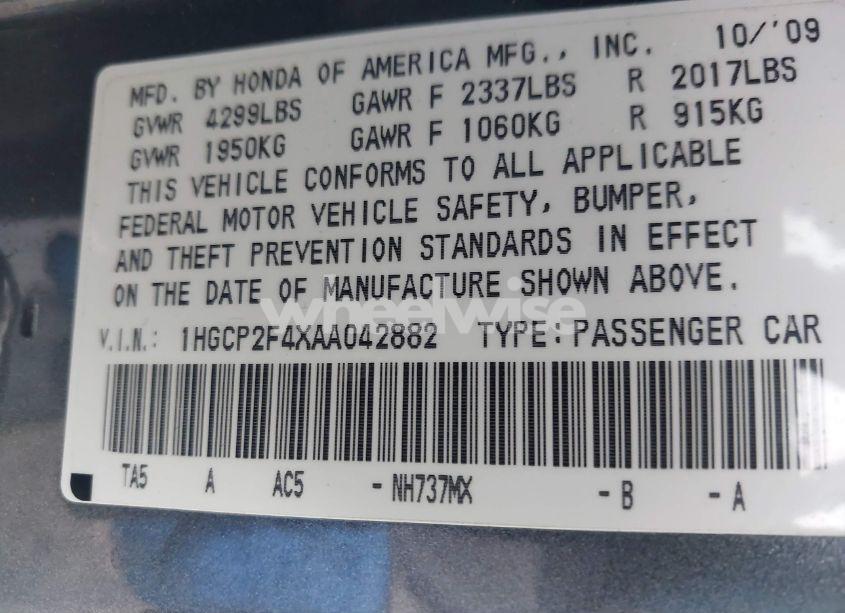 MFD. BY HONDA OF AMERICA MFG., INC. 10/'09
GVWR 4299LBS GAWR F 2337LBS R 2017LBS
GVWR 1950KG GAWR F 1060KG R 915KG
THIS VEHICLE CONFORMS TO ALL APPLICABLE
FEDERAL MOTOR VEHICLE SAFETY, BUMPER,
AND THEFT PREVENTION STANDARDS IN EFFECT
ON THE DATE OF MANUFACTURE SHOWN ABOVE.
wheelwise
V.I.N.: 1HGCP2F4XAA042882 TYPE: PASSENGER CAR
TA5 A AC5 - NH737MX - B - A